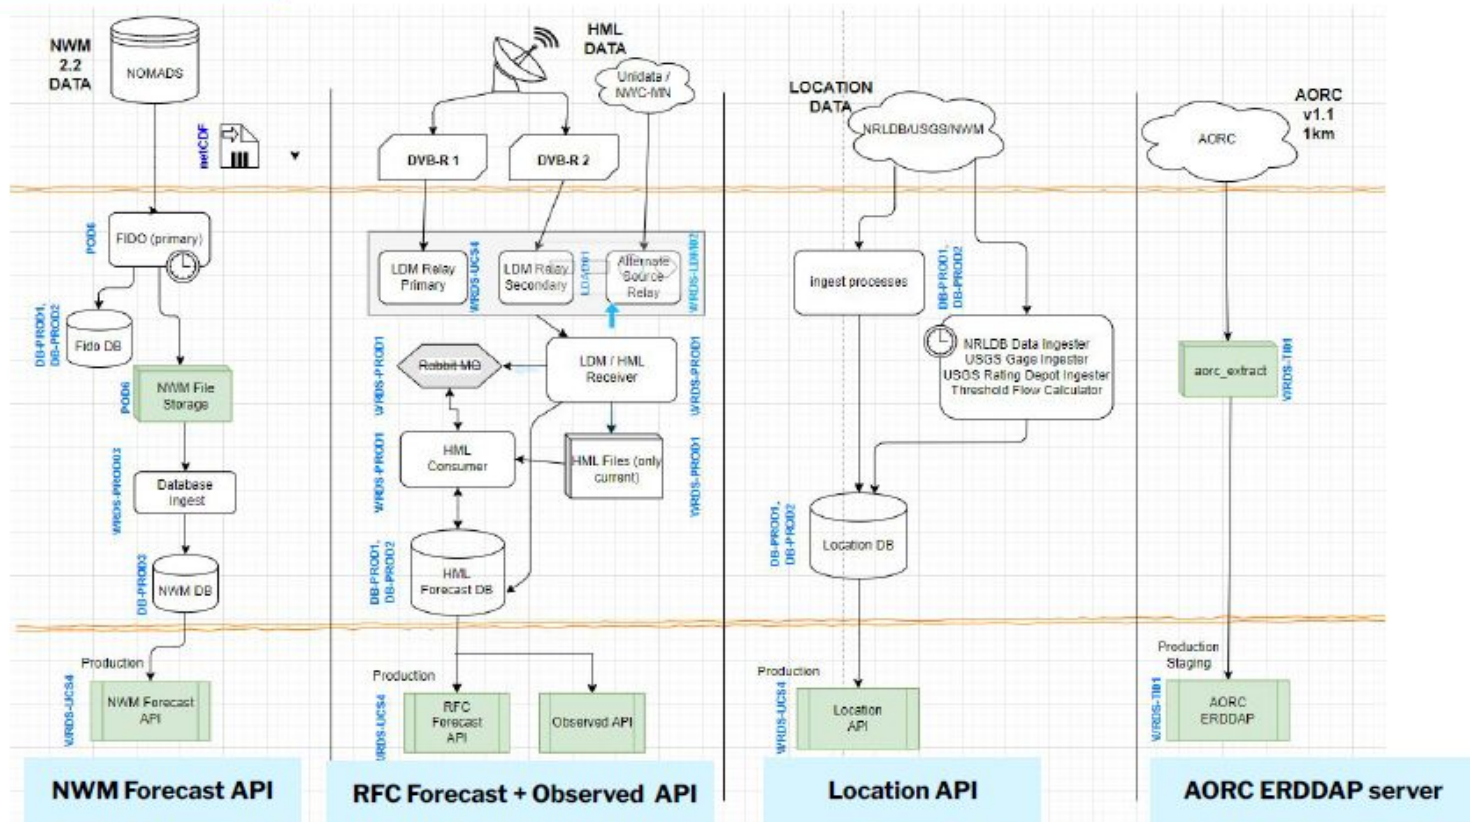 NWM
2.2
DATA
NOMADS
netCDF
FIDO (primary)
POD6
DB-PROD1,
DB-PROD2
Fido DB
NWM File
Storage
POD6
Database
Ingest
WRDS-PROD03
NWM DB
DB-PROD3
Production
NWM Forecast
API
WRDS-UCS4
NWM Forecast API
HML
DATA
Unidata /
NWC-MN
DVB-R 1
DVB-R 2
LDM Relay
Primary
WRDS-UCS4
LDM Relay
Secondary
LDAD01
Alternate
Source
Relay
WRDS-LDM02
Rabbit MQ
WRDS-PROD1
LDM / HML
Receiver
WRDS-PROD1
HML
Consumer
WRDS-PROD1
HML Files (only
current)
WRDS-PROD1
HML
Forecast DB
DB-PROD1,
DB-PROD2
Production
RFC
Forecast
API
WRDS-UCS4
Observed API
RFC Forecast + Observed API
LOCATION
DATA
NRLDB/USGS/NWM
ingest processes
DB-PROD1,
DB-PROD2
NRLDB Data Ingester
USGS Gage Ingester
USGS Rating Depot Ingester
Threshold Flow Calculator
Location DB
DB-PROD1,
DB-PROD2
Production
Location
API
WRDS-UCS4
Location API
AORC
v1.1
1km
AORC
aorc_extract
WRDS-TI01
Production
Staging
AORC
ERDDAP
WRDS-TI01
AORC ERDDAP server